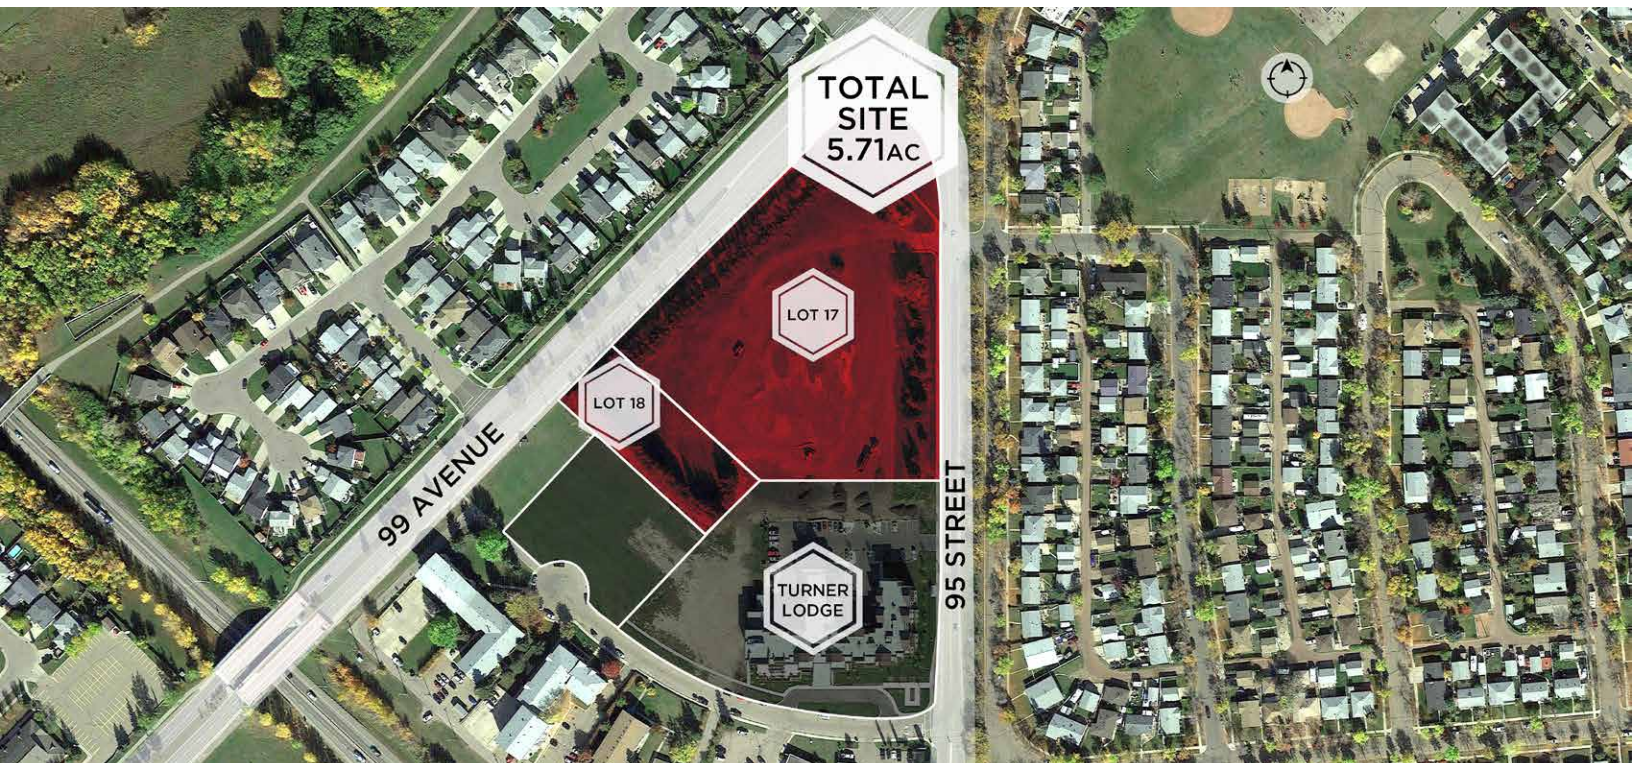 TOTAL
SITE
5.71AC
LOT 17
LOT 18
99 AVENUE
95 STREET
TURNER
LODGE